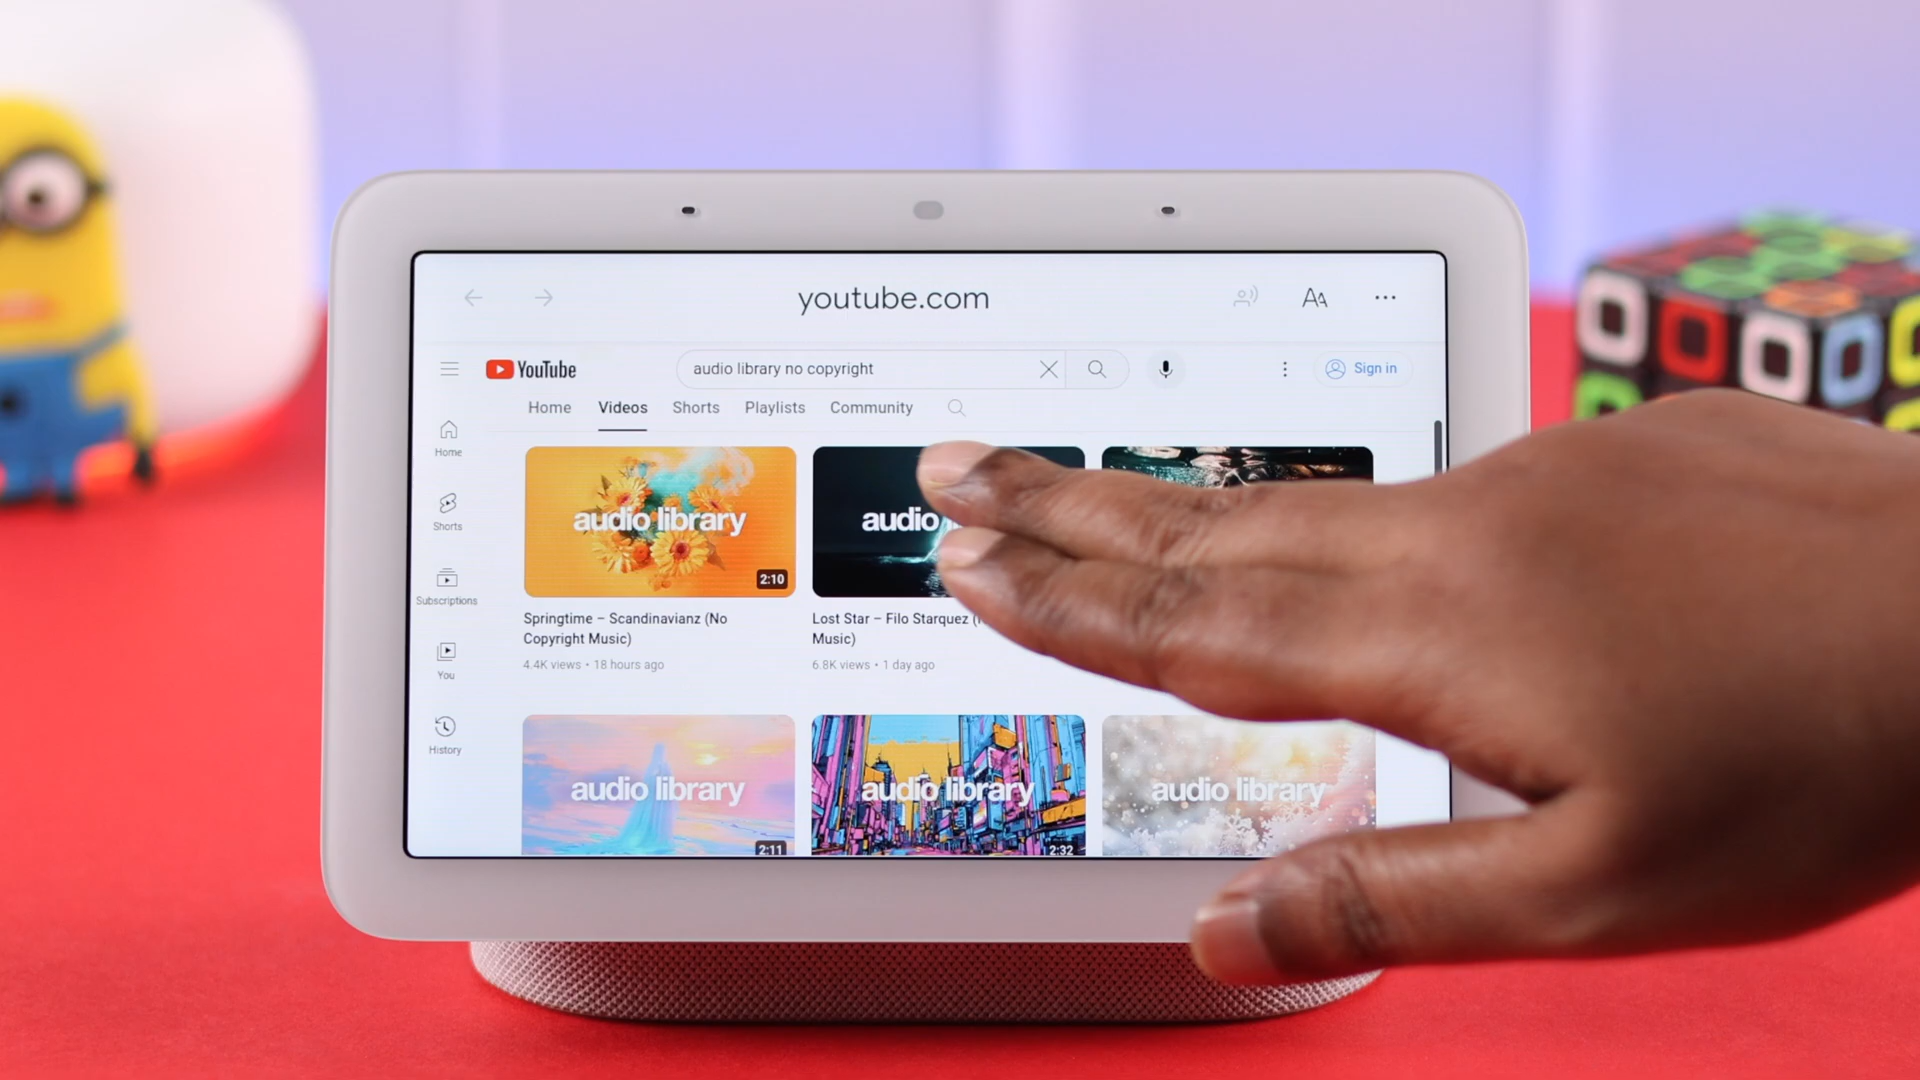 youtube.com
AA
YouTube
audio library no copyright
Sign in
Home
Videos
Shorts
Playlists
Community
Home
Shorts
Subscriptions
You
History
audio library
2:10
audio
Springtime – Scandinavianz (No
Copyright Music)
4.4K views • 18 hours ago
Lost Star – Filo Starquez (
Music)
6.8K views • 1 day ago
audio library
2:11
audio library
2:32
audio library